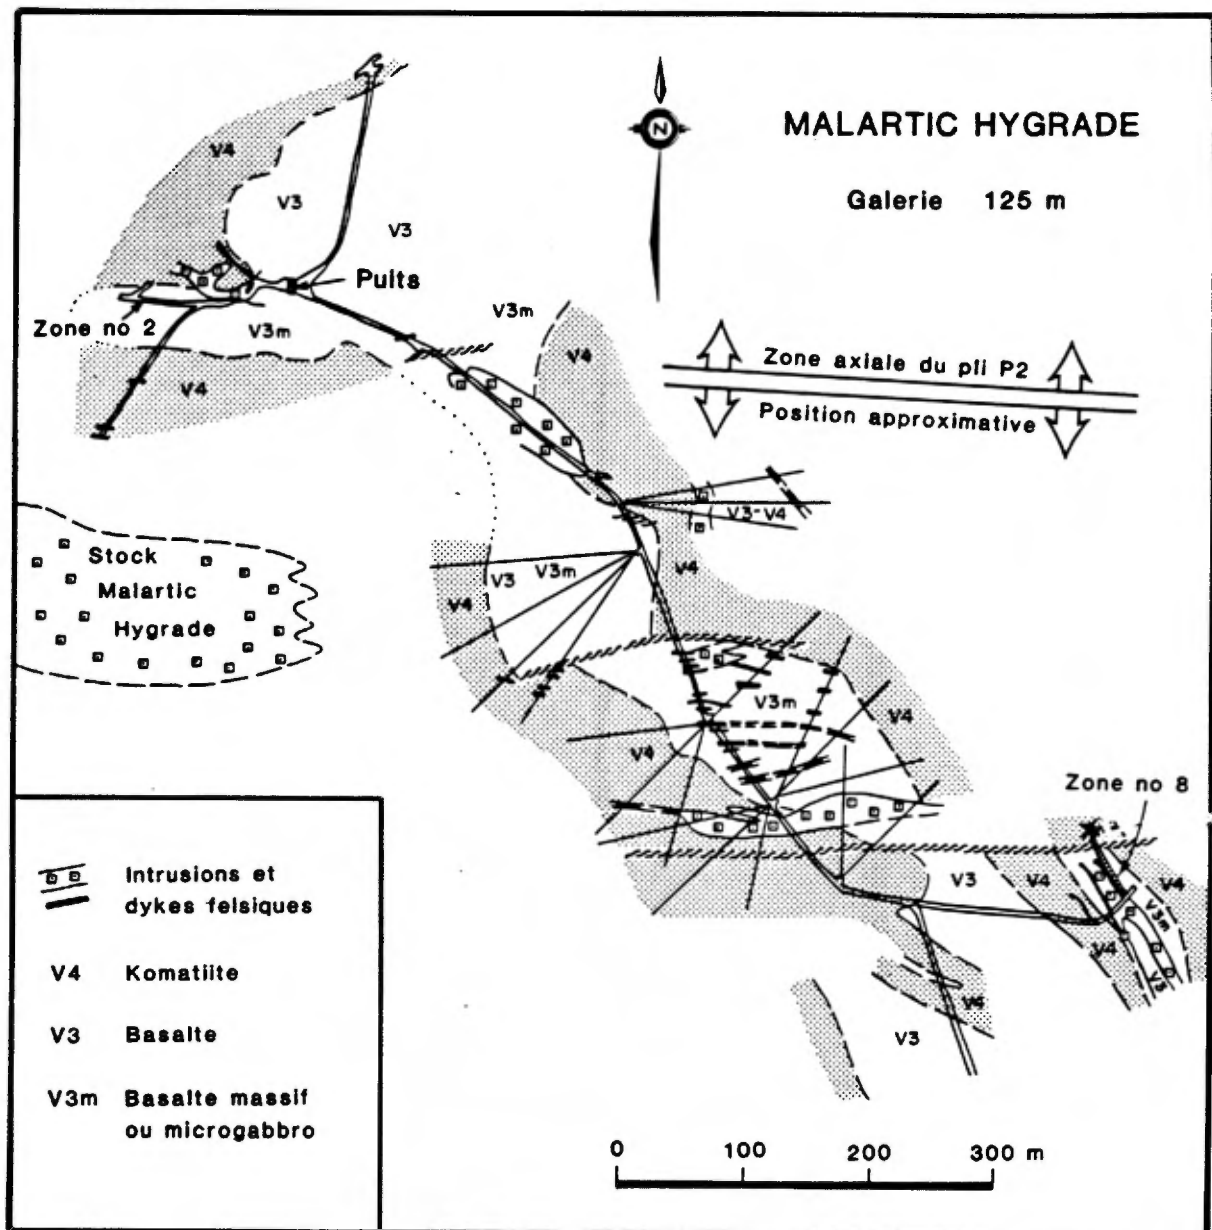 MALARTIC HYGRADE
Galerie 125 m
N
V4
V3
V3
Puits
Zone no 2
V3m
V3m
V4
V4
Zone axiale du pli P2
Position approximative
V3-V4
Stock
Malartic
Hygrade
V3
V3m
V4
V4
V3m
V4
V4
Zone no 8
V3
V4
V4
V3m
V4
V3
V4
V3
Intrusions et
dykes felsiques
V4 Komatiite
V3 Basalte
V3m Basalte massif
ou microgabbro
0 100 200 300 m